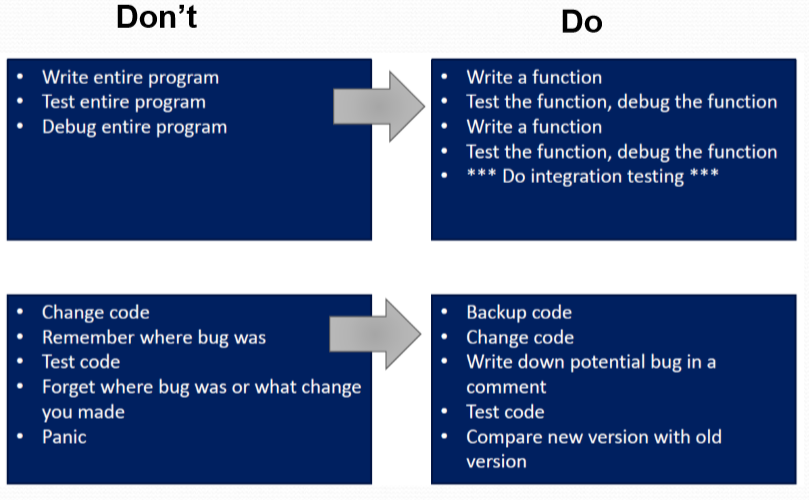 Don’t
Do
• Write entire program
• Test entire program
• Debug entire program
• Write a function
• Test the function, debug the function
• Write a function
• Test the function, debug the function
• *** Do integration testing ***
• Change code
• Remember where bug was
• Test code
• Forget where bug was or what change
you made
• Panic
• Backup code
• Change code
• Write down potential bug in a
comment
• Test code
• Compare new version with old
version